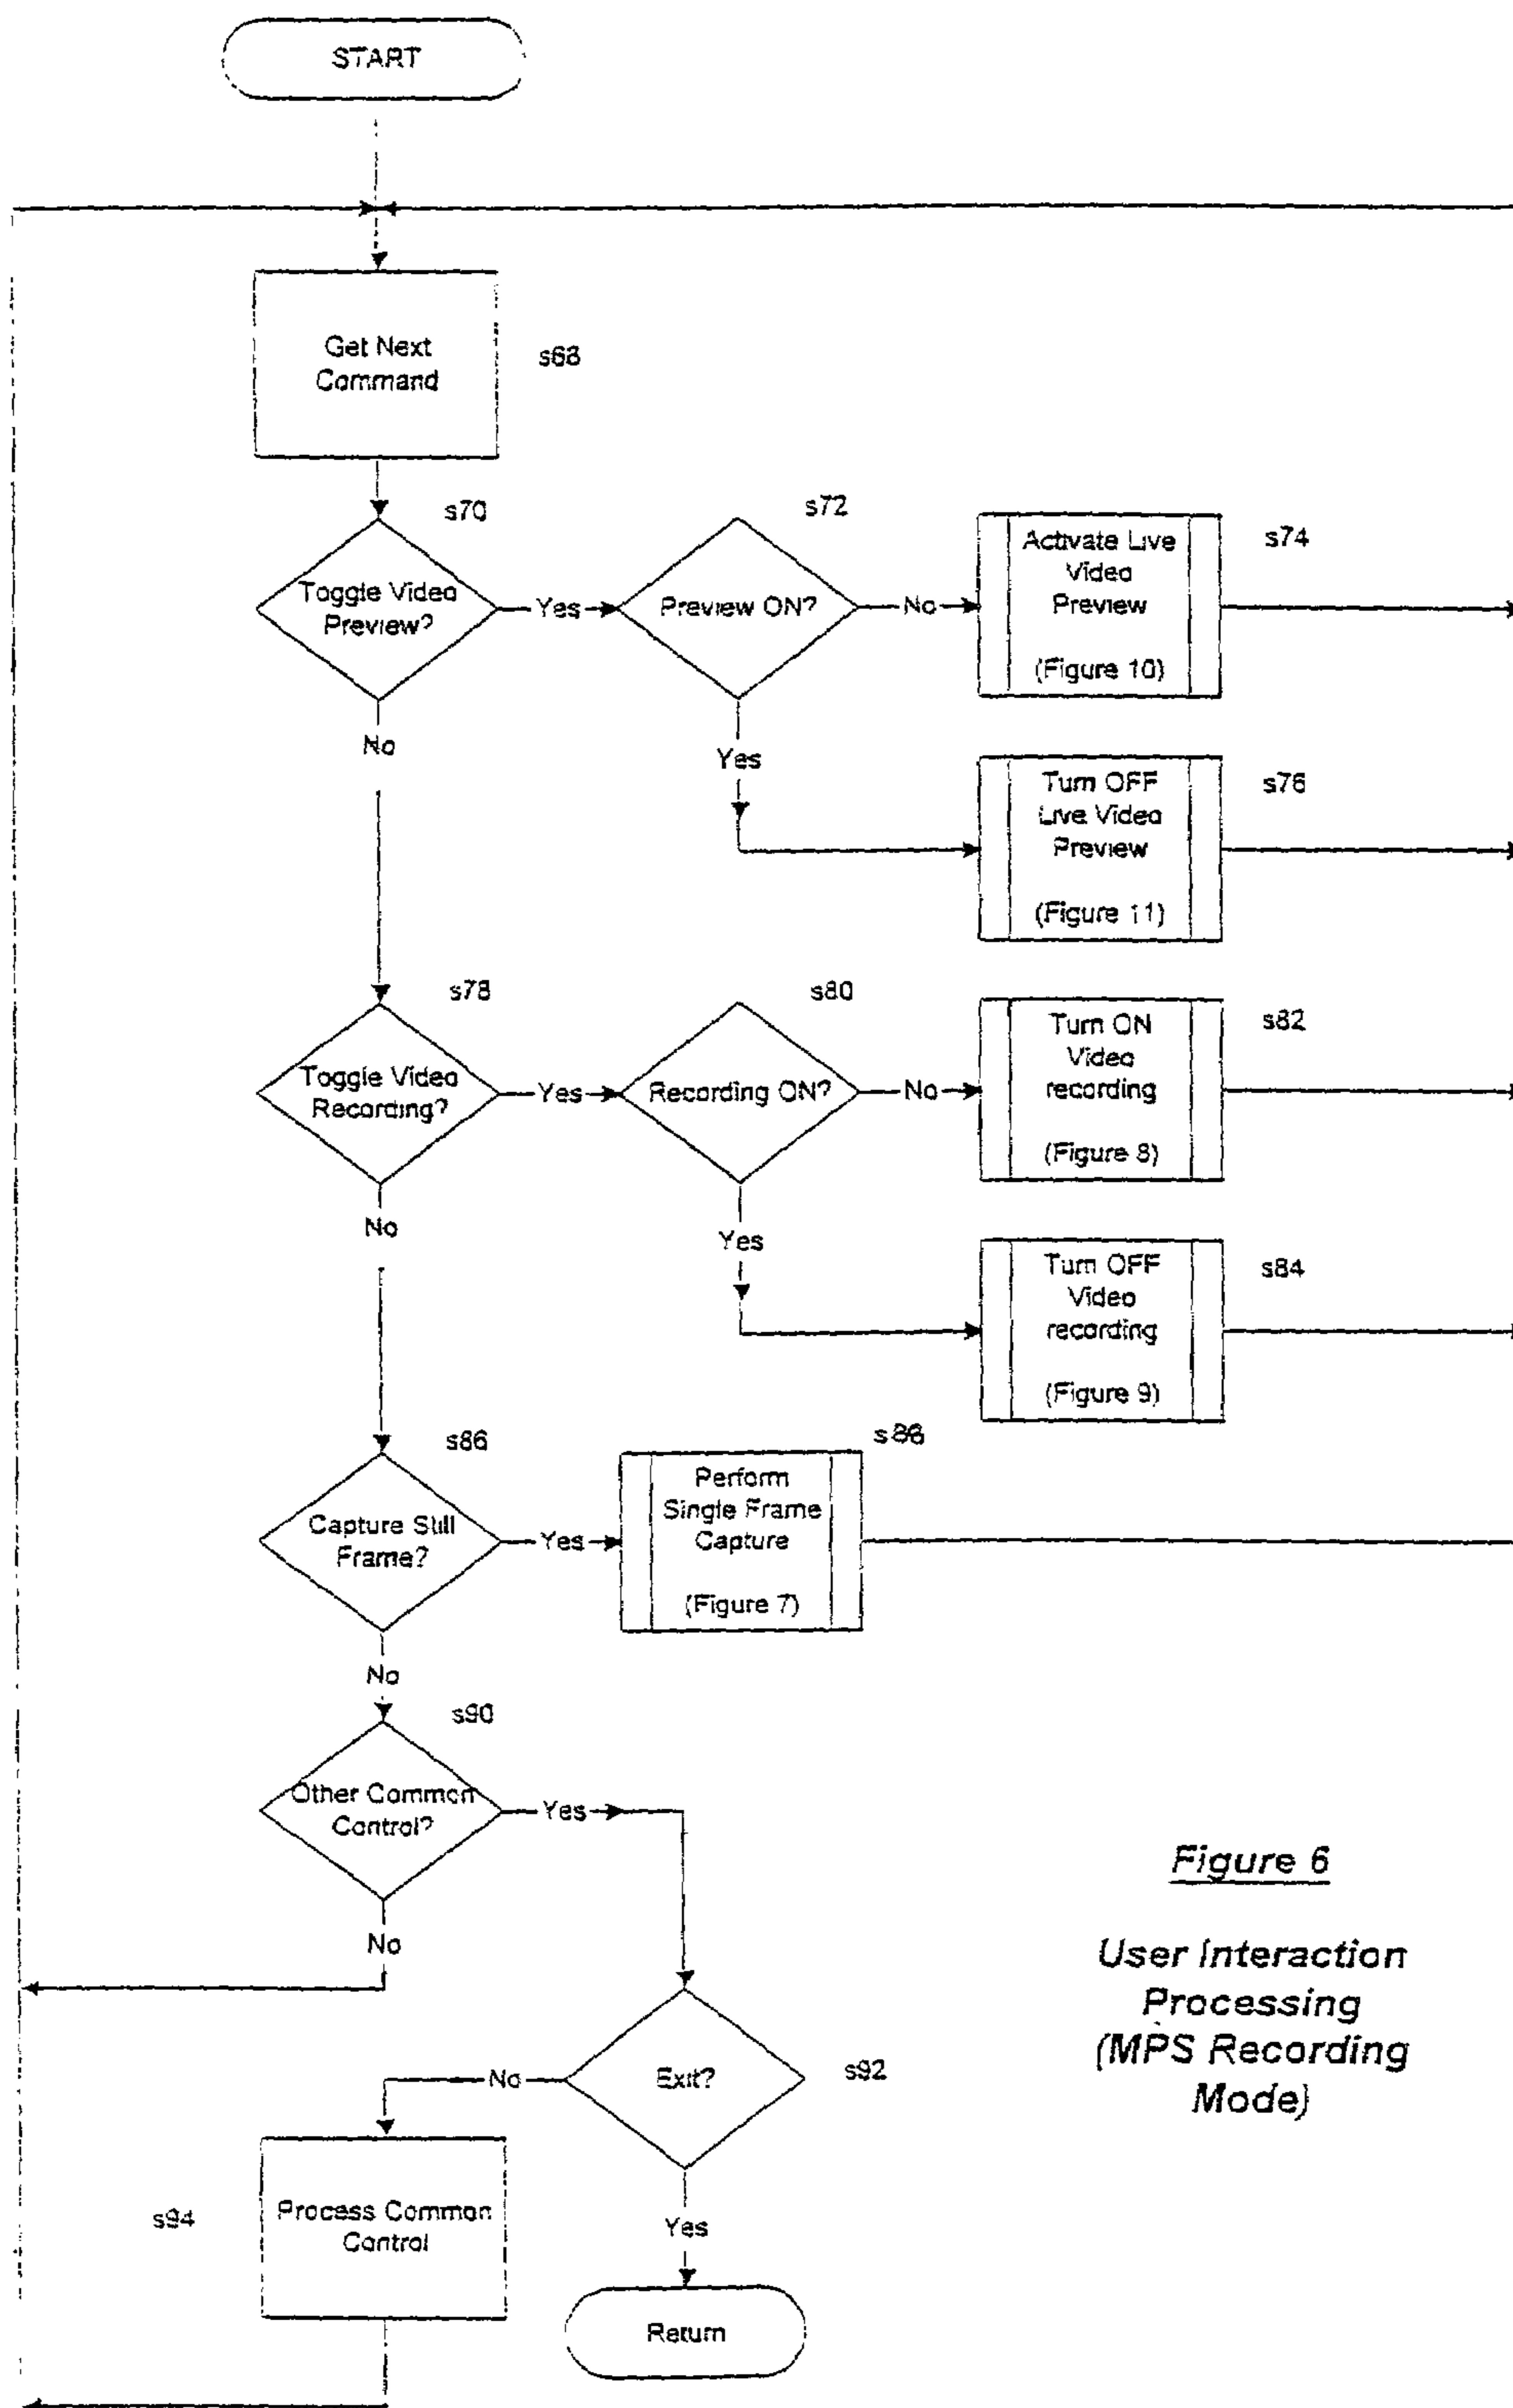 START
Get Next
Command
s68
s70
Toggle Video
Preview?
Yes
No
s72
Preview ON?
No
Yes
Activate Live
Video
Preview
(Figure 10)
s74
Turn OFF
Live Video
Preview
(Figure 11)
s76
s78
Toggle Video
Recording?
Yes
No
s80
Recording ON?
No
Yes
Turn ON
Video
recording
(Figure 8)
s82
Turn OFF
Video
recording
(Figure 9)
s84
s86
Capture Still
Frame?
Yes
No
s88
Perform
Single Frame
Capture
(Figure 7)
s90
Other Common
Control?
Yes
No
Exit?
s92
No
Yes
s94
Process Common
Control
Return
Figure 6
User Interaction
Processing
(MPS Recording
Mode)